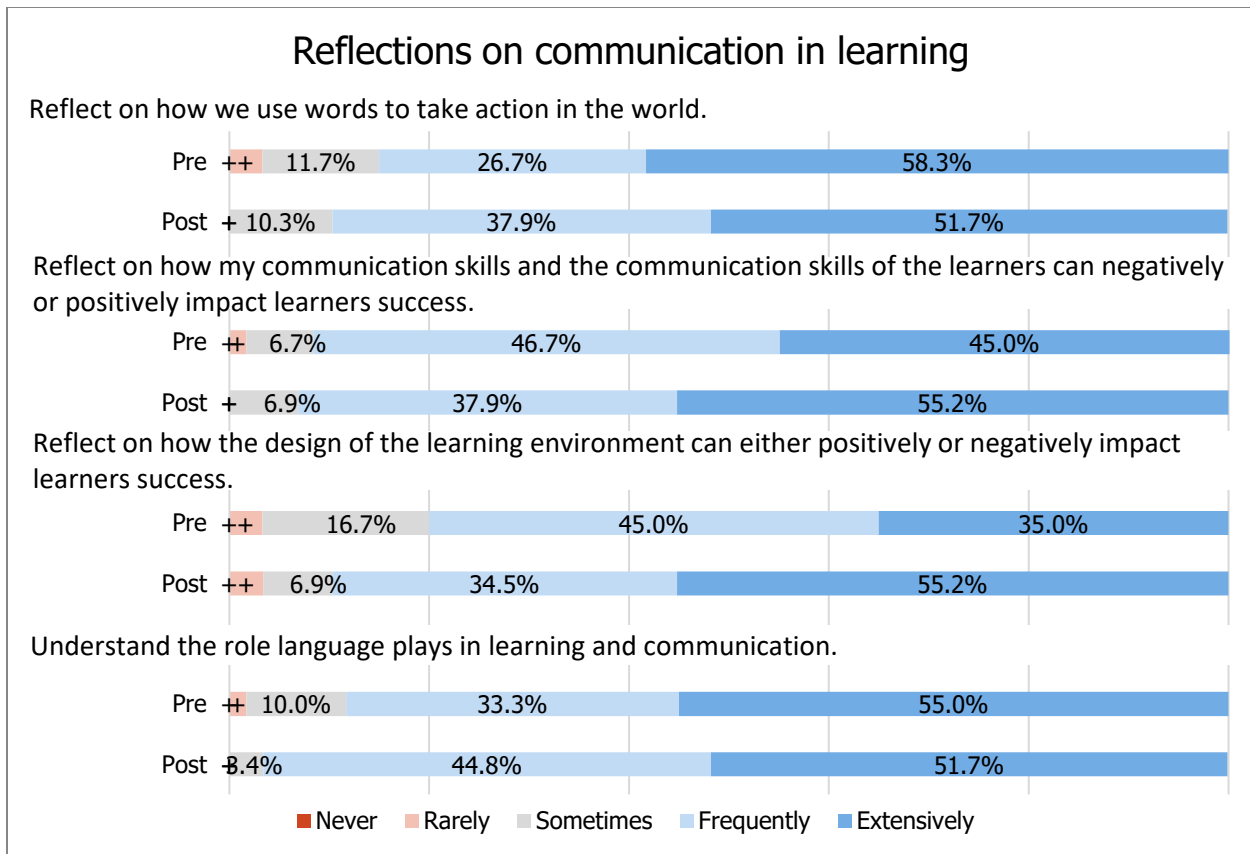 Reflections on communication in learning
Reflect on how we use words to take action in the world.
Pre ++ 11.7% 26.7% 58.3%
Post + 10.3% 37.9% 51.7%
Reflect on how my communication skills and the communication skills of the learners can negatively
or positively impact learners success.
Pre ++ 6.7% 46.7% 45.0%
Post + 6.9% 37.9% 55.2%
Reflect on how the design of the learning environment can either positively or negatively impact
learners success.
Pre ++ 16.7% 45.0% 35.0%
Post ++ 6.9% 34.5% 55.2%
Understand the role language plays in learning and communication.
Pre ++ 10.0% 33.3% 55.0%
Post + 3.4% 44.8% 51.7%
Never Rarely Sometimes Frequently Extensively